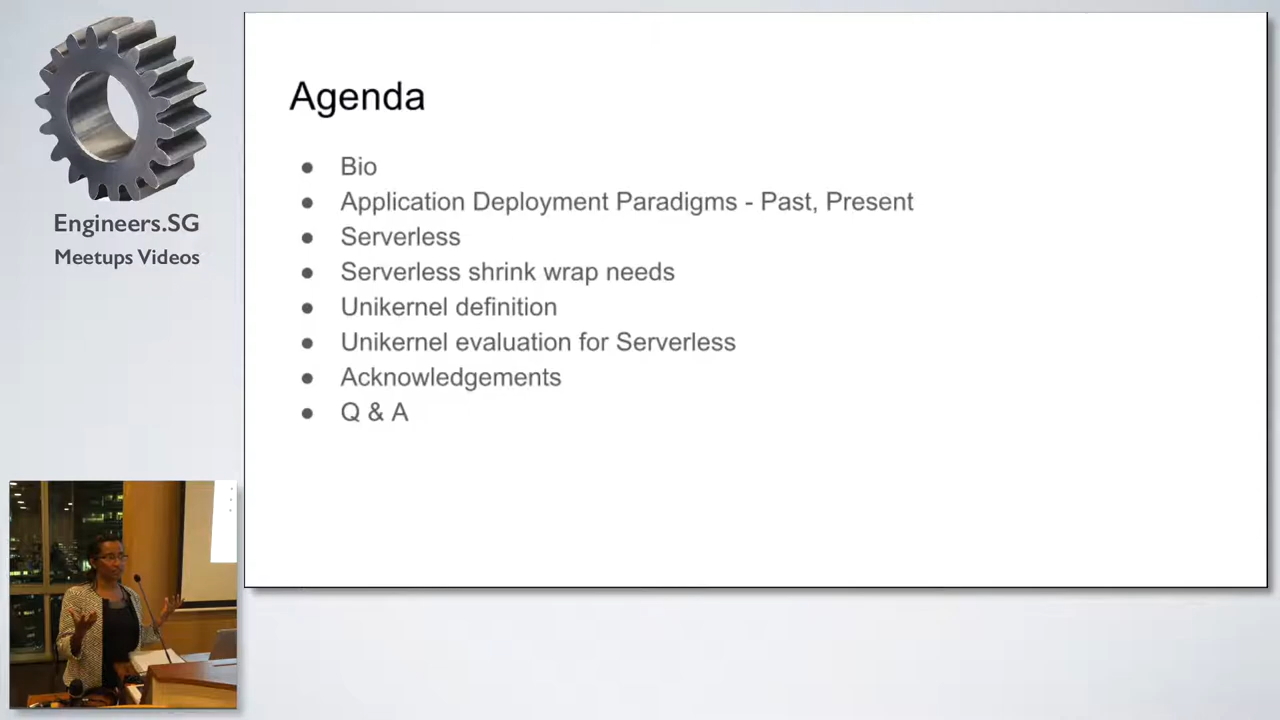 Engineers.SG
Meetups Videos
Agenda
● Bio
● Application Deployment Paradigms - Past, Present
● Serverless
● Serverless shrink wrap needs
● Unikernel definition
● Unikernel evaluation for Serverless
● Acknowledgements
● Q & A